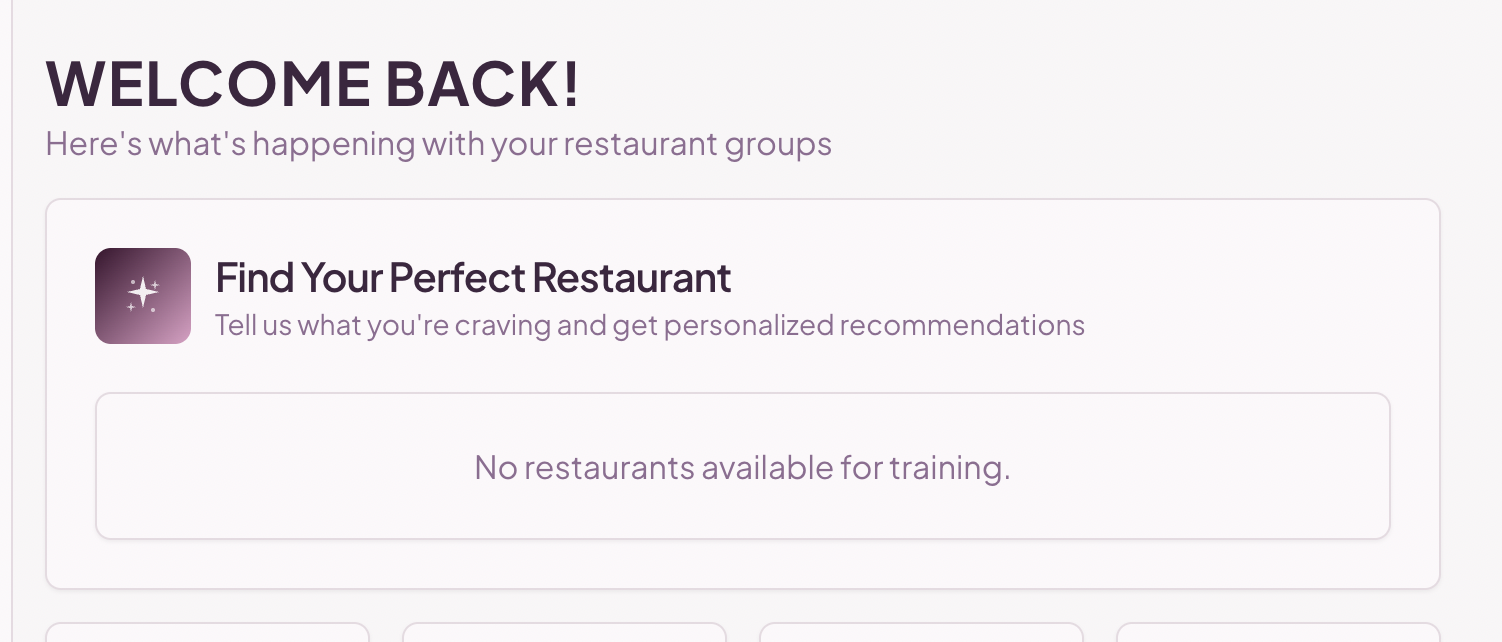 WELCOME BACK!
Here's what's happening with your restaurant groups
Find Your Perfect Restaurant
Tell us what you're craving and get personalized recommendations
No restaurants available for training.